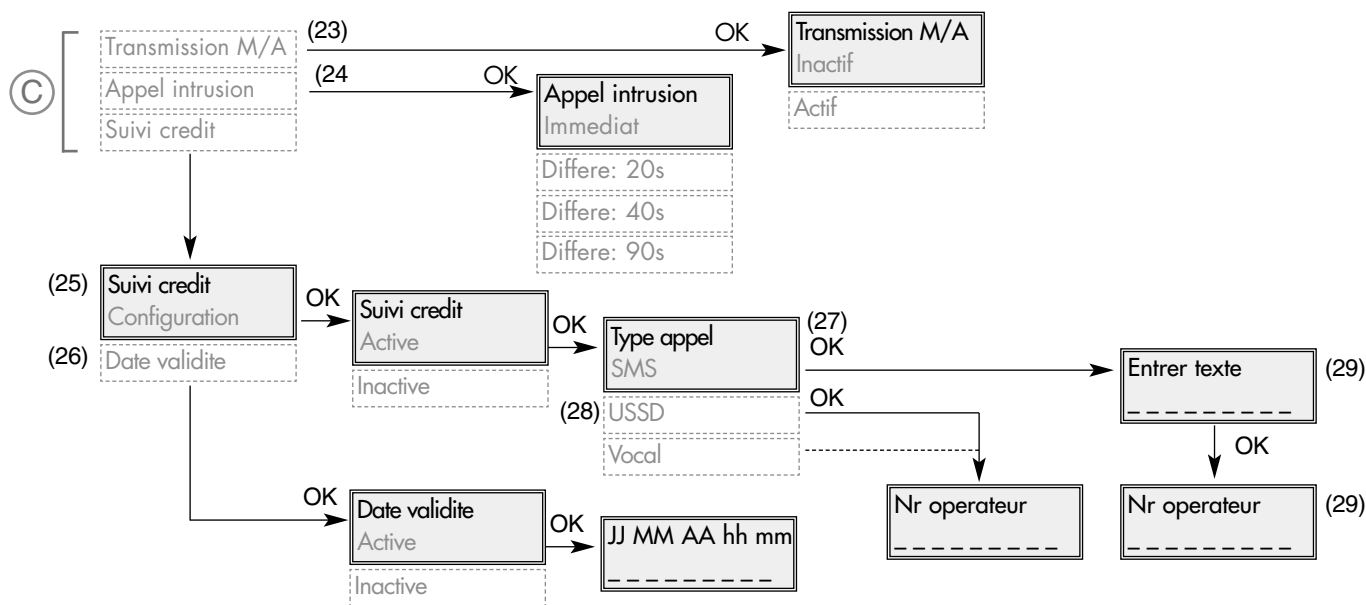 (23)
OK
Transmission M/A
Inactif
Actif
C
Transmission M/A
Appel intrusion
Suivi credit
(24
OK
Appel intrusion
Immediat
Differe: 20s
Differe: 40s
Differe: 90s
(25)
Suivi credit
Configuration
(26)
Date validite
OK
Suivi credit
Active
Inactive
OK
Type appel
SMS
(28)
USSD
Vocal
(27)
OK
OK
Entrer texte
_ _ _ _ _ _ _ _ _
(29)
OK
Nr operateur
_ _ _ _ _ _ _ _ _
Nr operateur
_ _ _ _ _ _ _ _ _
(29)
OK
Date validite
Active
Inactive
OK
JJ MM AA hh mm
_ _ _ _ _ _ _ _ _